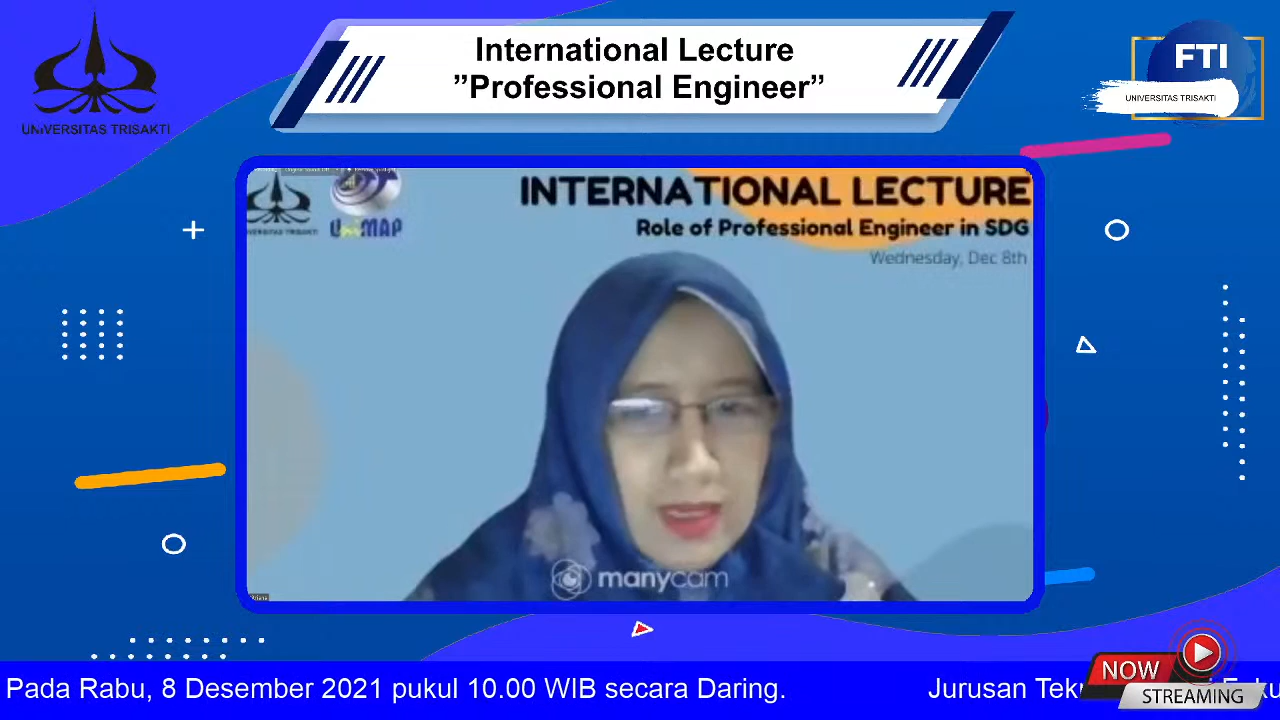 International Lecture
”Professional Engineer”
UNIVERSITAS TRISAKTI
FTI
UNIVERSITAS TRISAKTI
INTERNATIONAL LECTURE
Role of Professional Engineer in SDG
Wednesday, Dec 8th
UniMAP
manycam
Pada Rabu, 8 Desember 2021 pukul 10.00 WIB secara Daring.
Jurusan
NOW
STREAMING